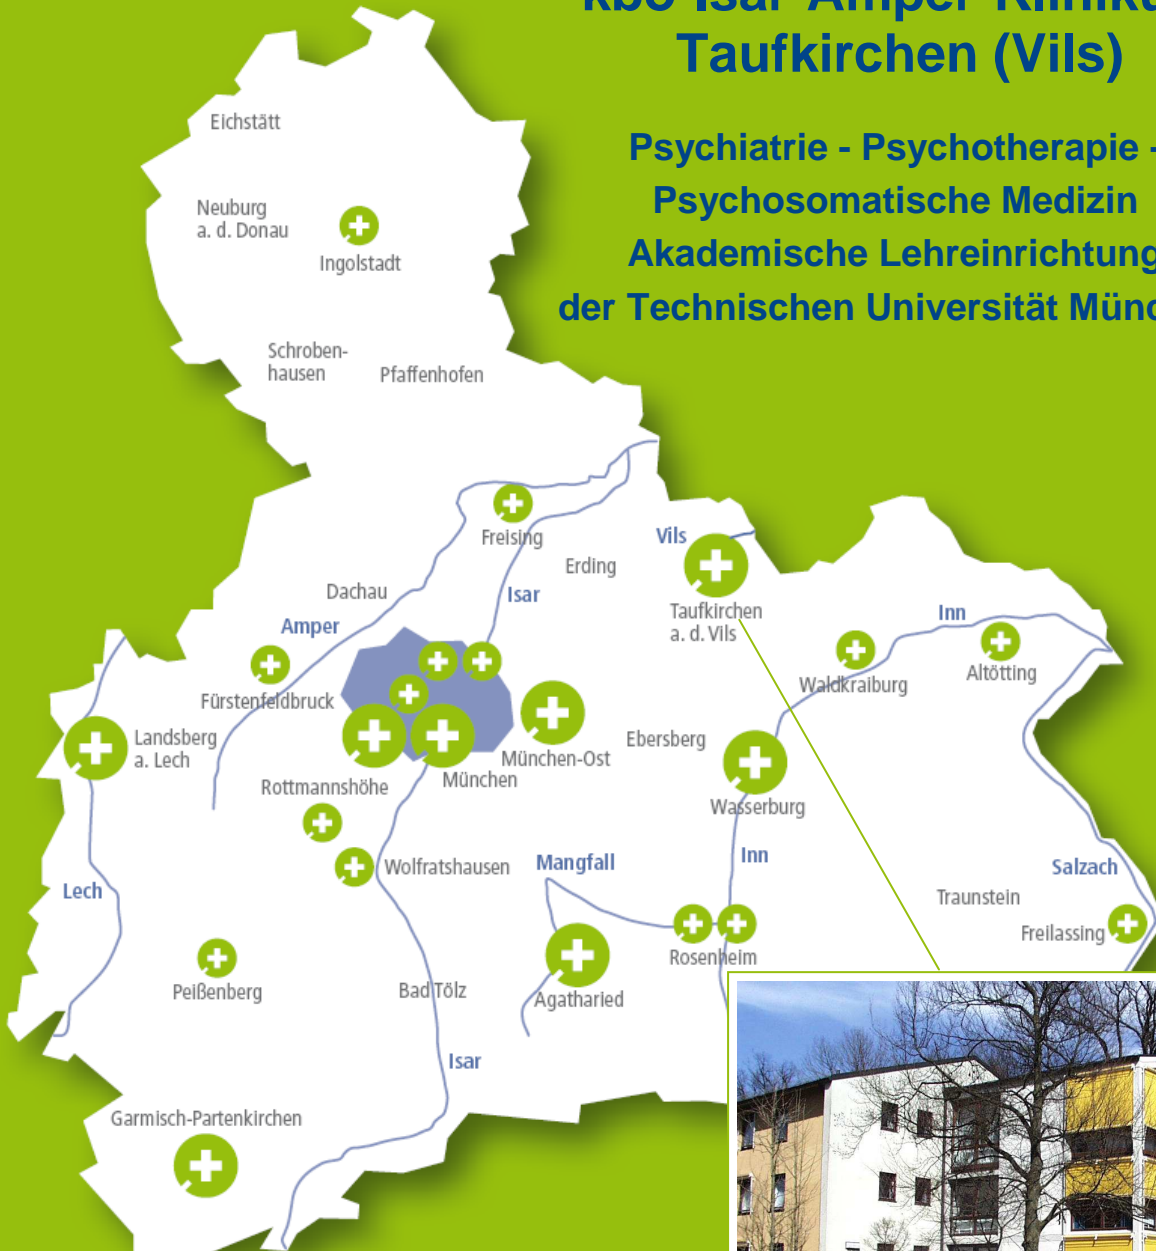 Taufkirchen (Vils)
Psychiatrie - Psychotherapie -
Psychosomatische Medizin
Akademische Lehreinrichtung
der Technischen Universität
Eichstätt
Neuburg
a. d. Donau
Ingolstadt
Schroben-
hausen
Pfaffenhofen
Freising
Vils
Erding
Dachau
Isar
Taufkirchen
a. d. Vils
Amper
Inn
Altötting
Waldkraiburg
Fürstenfeldbruck
Landsberg
a. Lech
Ebersberg
München-Ost
München
Rottmannshöhe
Wasserburg
Wolfratshausen
Mangfall
Inn
Salzach
Lech
Traunstein
Freilassing
Rosenheim
Peißenberg
Bad Tölz
Agatharied
Isar
Garmisch-Partenkirchen